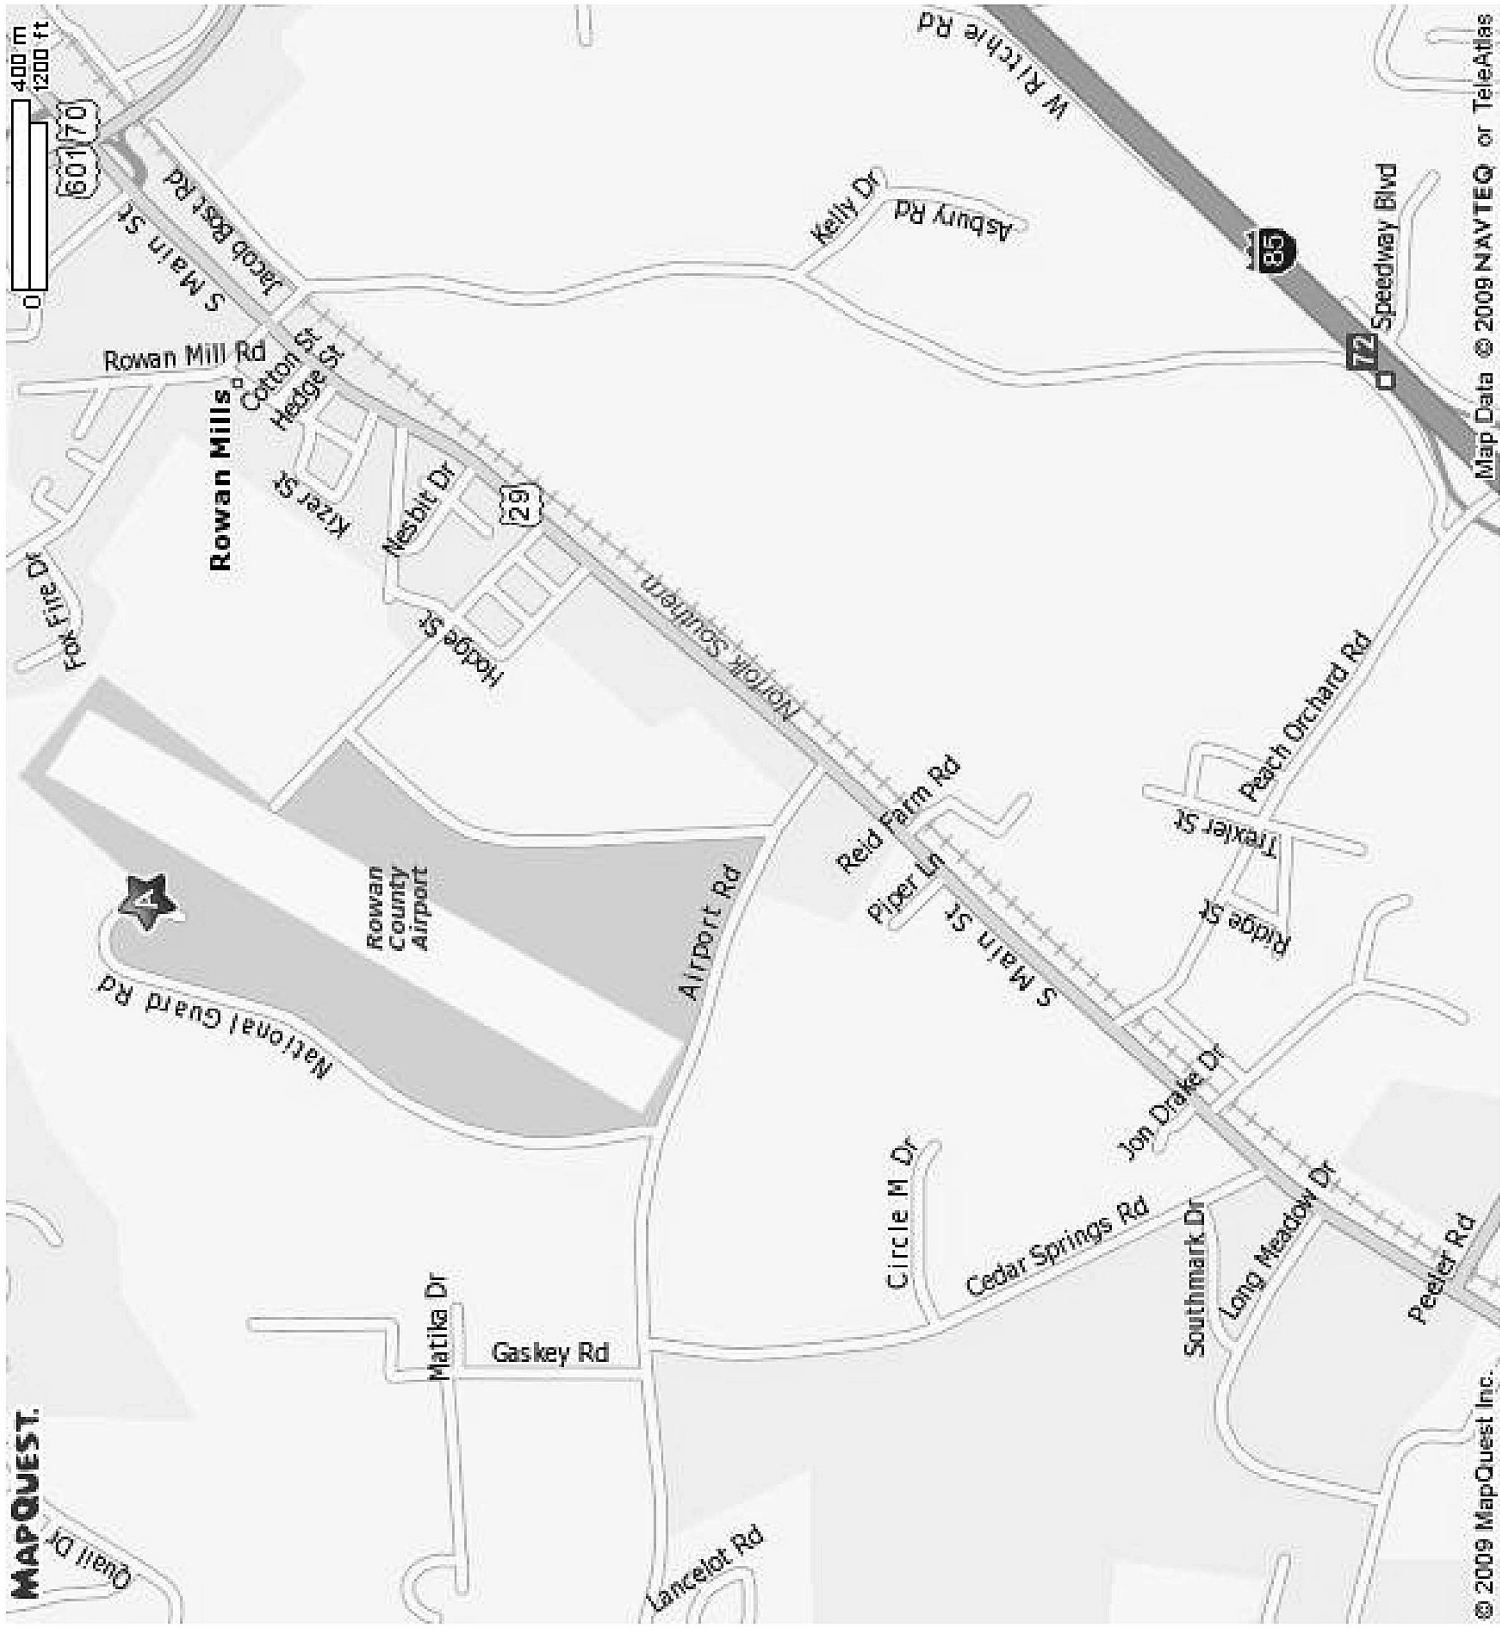 MAPQUEST.
0
400 m
1200 ft
601
70
Quail Dr
Fox Fire Dr
Rowan Mill Rd
S Main St
Jacob Bost Rd
National Guard Rd
A
Rowan Mills
Cotton St
Hedge St
Kizer St
Nesbit Dr
Hodge St
29
Rowan
County
Airport
Matika Dr
Gaskey Rd
Airport Rd
Norfolk Southern
Lancelot Rd
Circle M Dr
Cedar Springs Rd
Reid Farm Rd
Piper Ln
S Main St
Kelly Dr
Asbury Rd
W Ritchie Rd
Jon Drake Dr
Southmark Dr
Long Meadow Dr
Ridge St
Trexler St
Peach Orchard Rd
85
72
Speedway Blvd
Peeler Rd
© 2009 MapQuest Inc.
Map Data © 2009 NAVTEQ or TeleAtlas